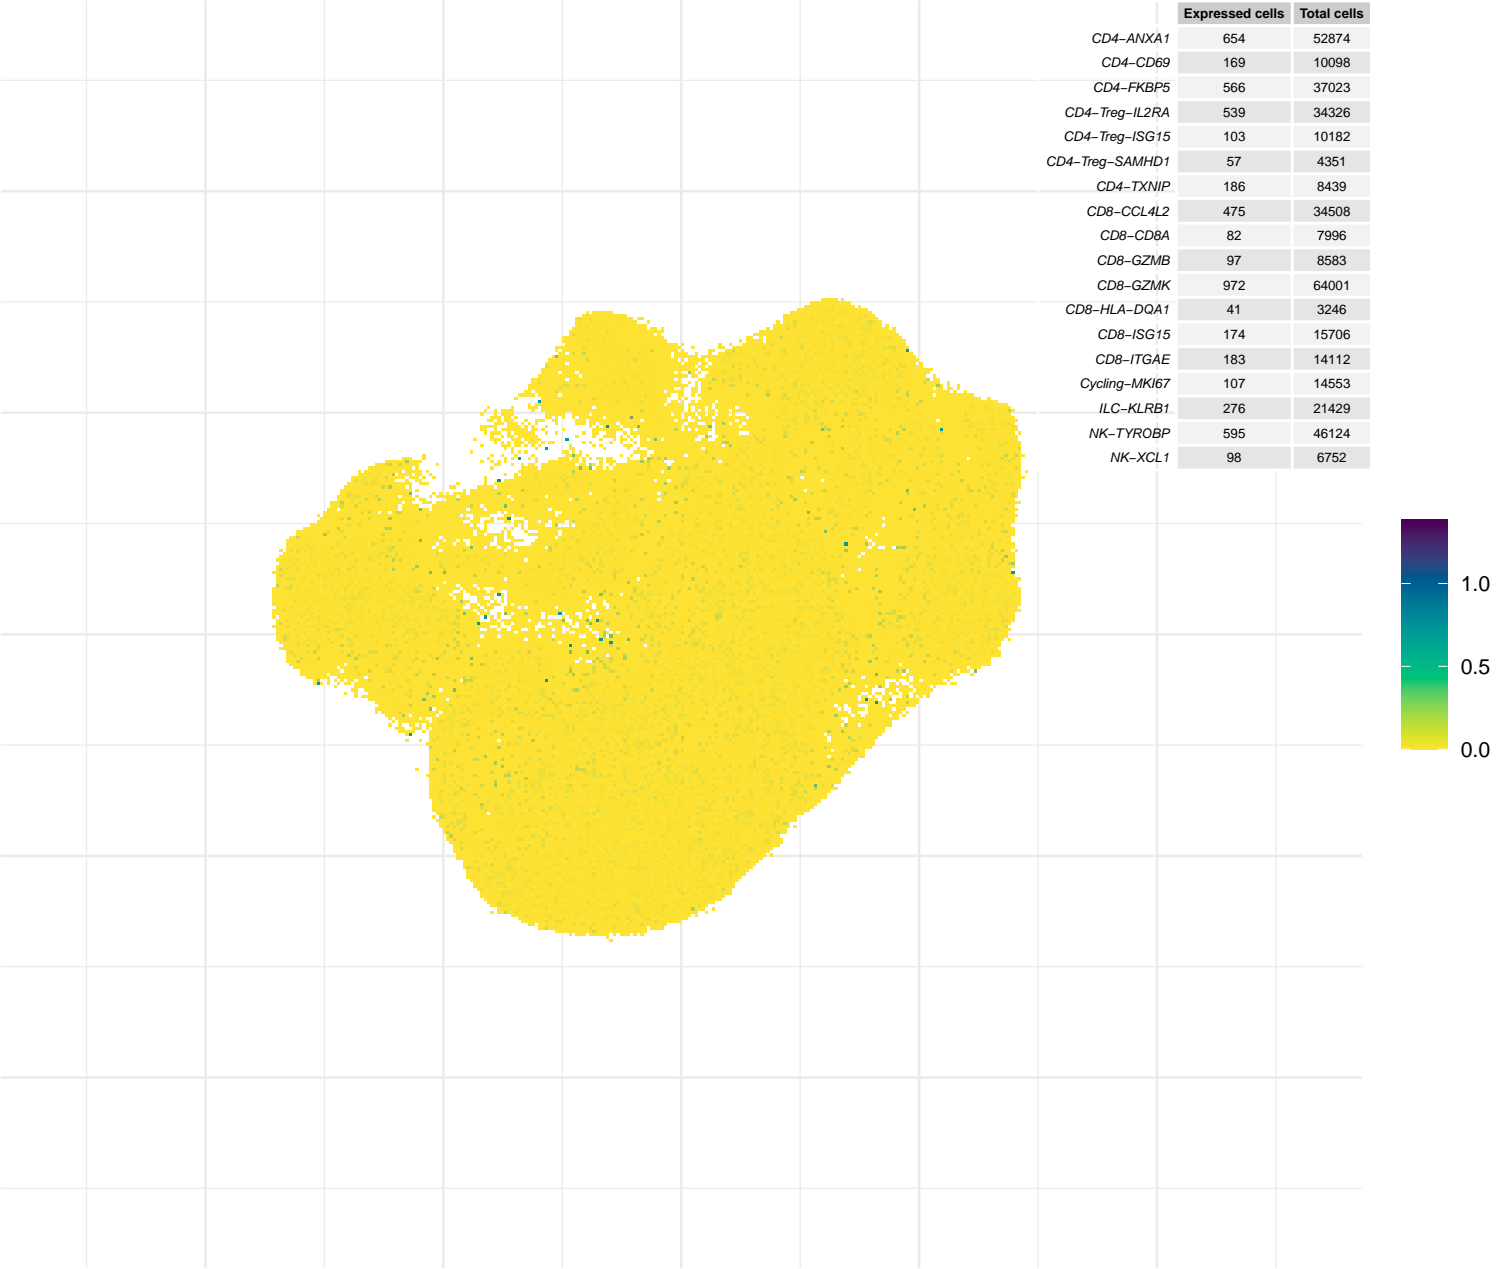 Expressed cells Total cells
CD4−ANXA1 654 52874
CD4−CD69 169 10098
CD4−FKBP5 566 37023
CD4−Treg−IL2RA 539 34326
CD4−Treg−ISG15 103 10182
CD4−Treg−SAMHD1 57 4351
CD4−TXNIP 186 8439
CD8−CCL4L2 475 34508
CD8−CD8A 82 7996
CD8−GZMB 97 8583
CD8−GZMK 972 64001
CD8−HLA−DQA1 41 3246
CD8−ISG15 174 15706
CD8−ITGAE 183 14112
Cycling−MKI67 107 14553
ILC−KLRB1 276 21429
NK−TYROBP 595 46124
NK−XCL1 98 6752
1.0
0.5
0.0